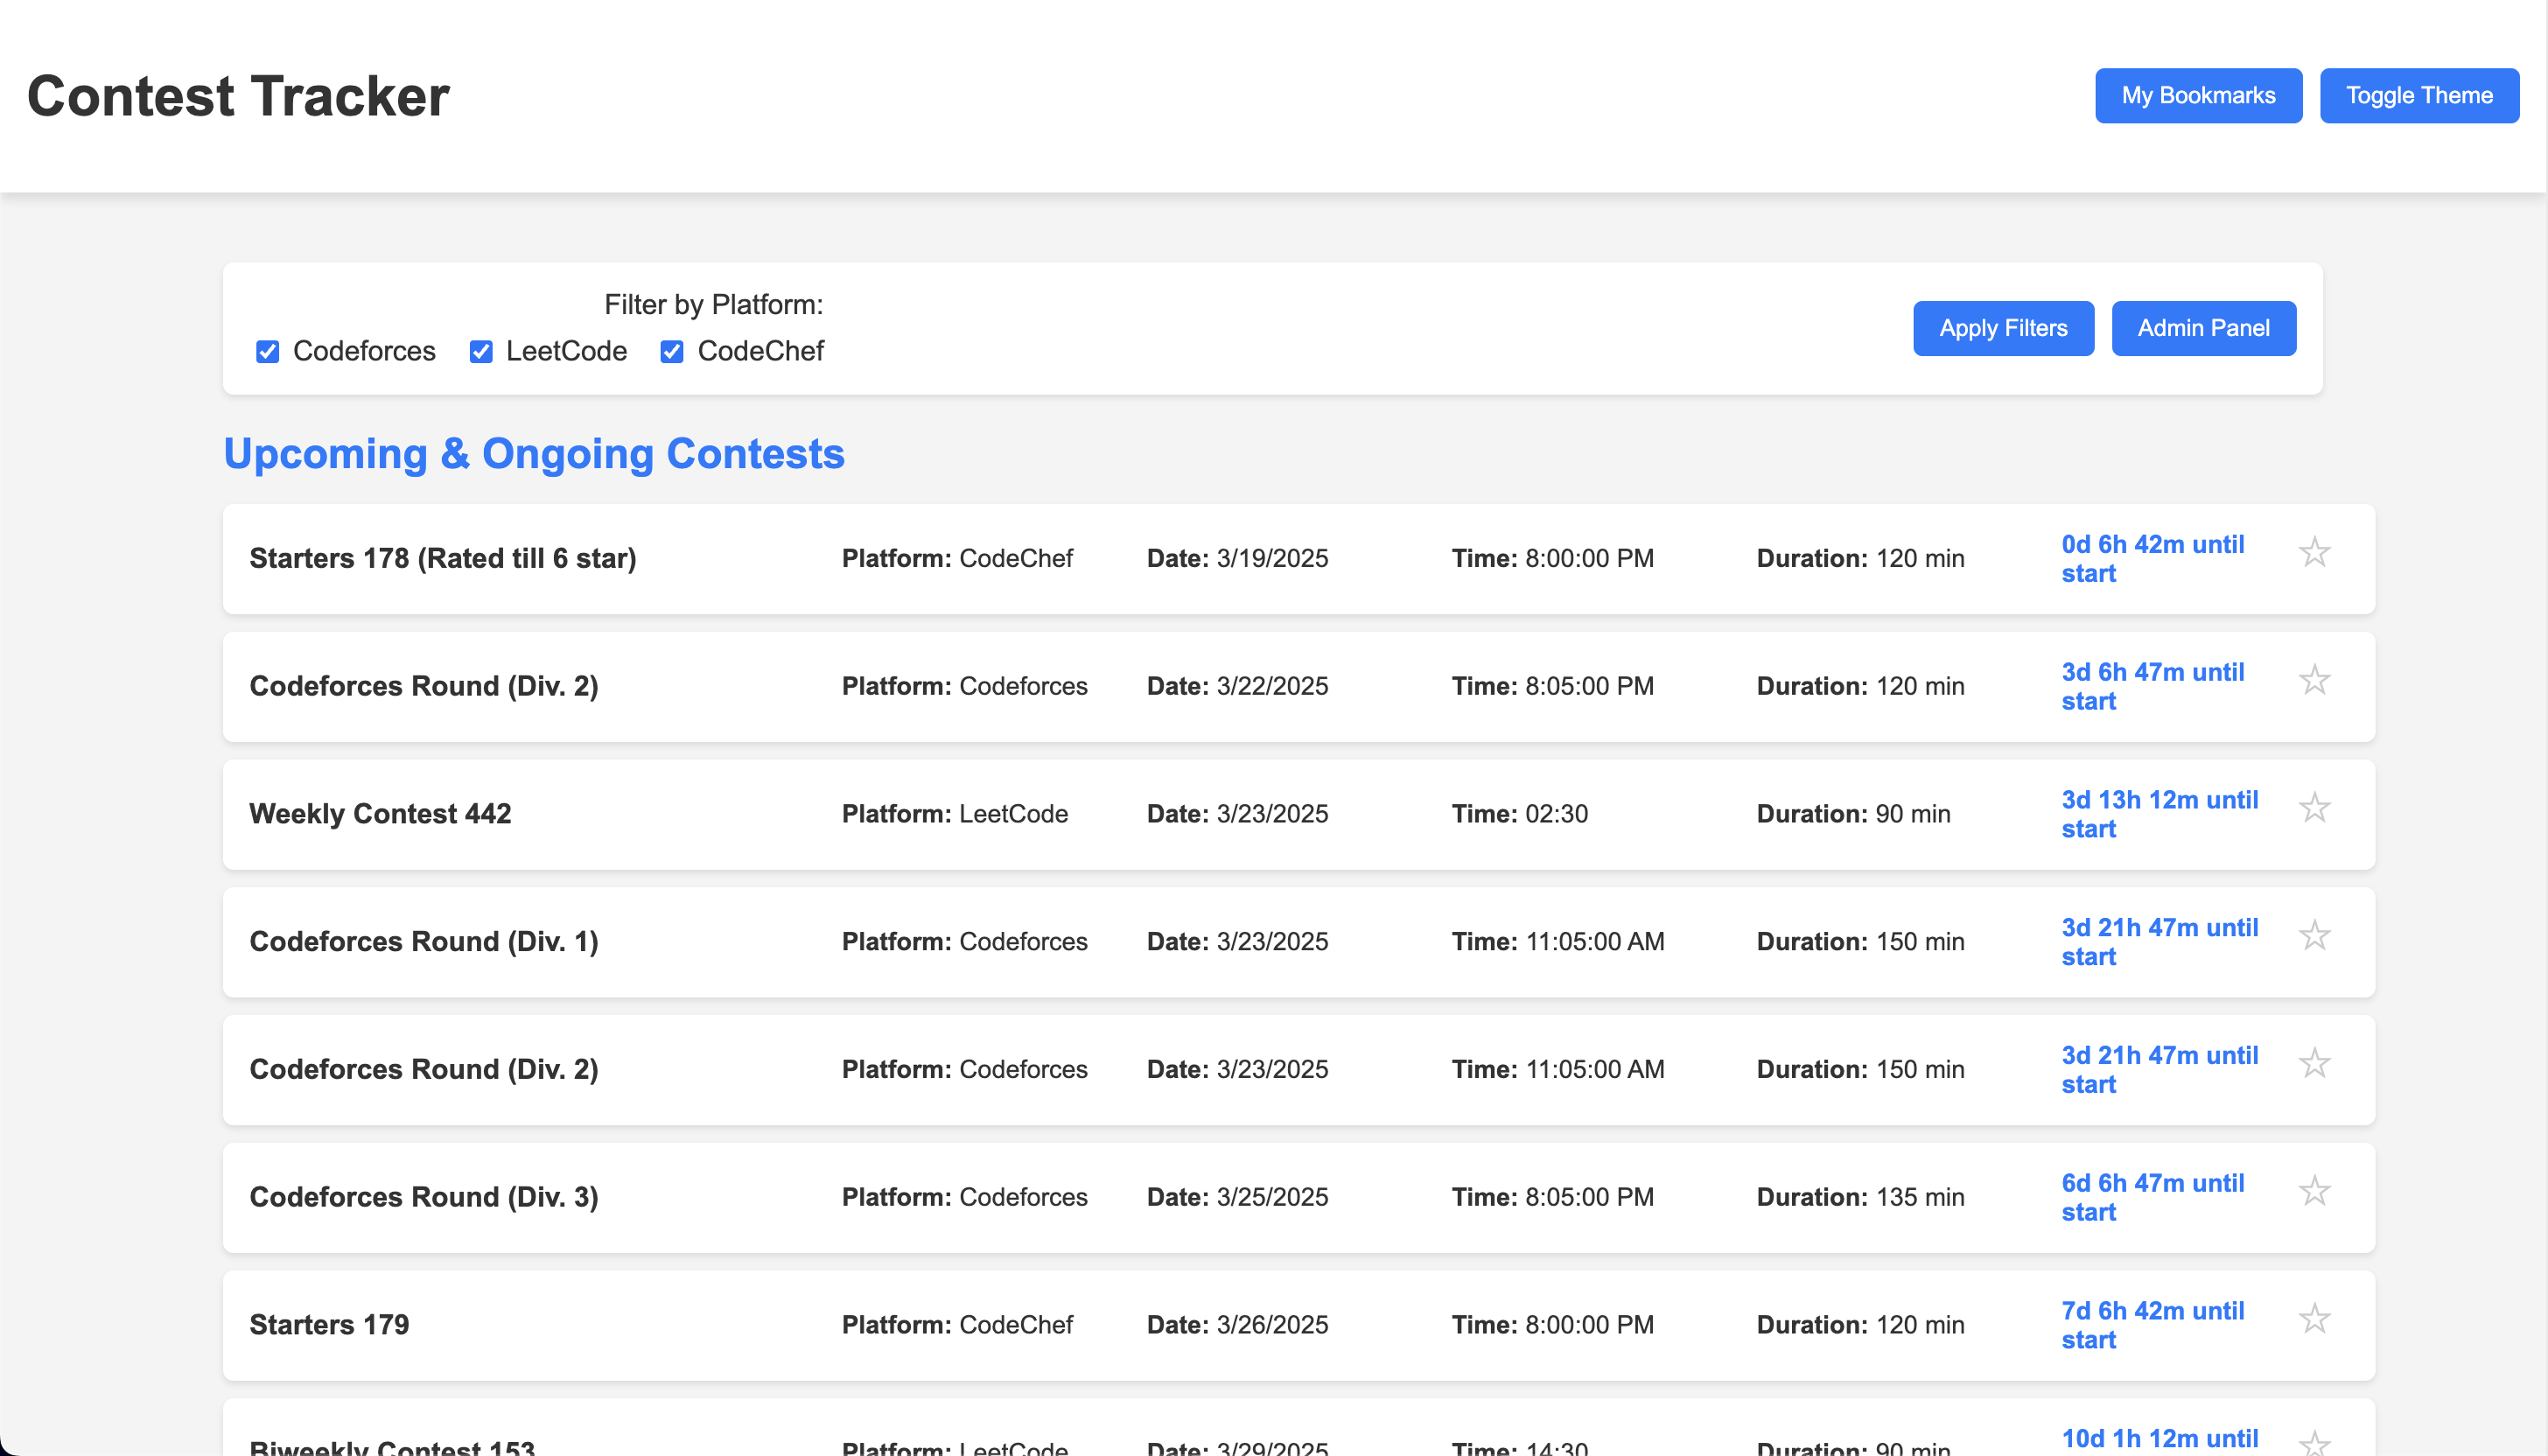 Contest Tracker
My Bookmarks
Toggle Theme
Filter by Platform:
Codeforces LeetCode CodeChef
Apply Filters
Admin Panel
Upcoming & Ongoing Contests
Starters 178 (Rated till 6 star) Platform: CodeChef Date: 3/19/2025 Time: 8:00:00 PM Duration: 120 min 0d 6h 42m until
start
Codeforces Round (Div. 2) Platform: Codeforces Date: 3/22/2025 Time: 8:05:00 PM Duration: 120 min 3d 6h 47m until
start
Weekly Contest 442 Platform: LeetCode Date: 3/23/2025 Time: 02:30 Duration: 90 min 3d 13h 12m until
start
Codeforces Round (Div. 1) Platform: Codeforces Date: 3/23/2025 Time: 11:05:00 AM Duration: 150 min 3d 21h 47m until
start
Codeforces Round (Div. 2) Platform: Codeforces Date: 3/23/2025 Time: 11:05:00 AM Duration: 150 min 3d 21h 47m until
start
Codeforces Round (Div. 3) Platform: Codeforces Date: 3/25/2025 Time: 8:05:00 PM Duration: 135 min 6d 6h 47m until
start
Starters 179 Platform: CodeChef Date: 3/26/2025 Time: 8:00:00 PM Duration: 120 min 7d 6h 42m until
start
Biweekly Contest 153 Platform: LeetCode Date: 3/29/2025 Time: 14:30 Duration: 90 min 10d 1h 12m until